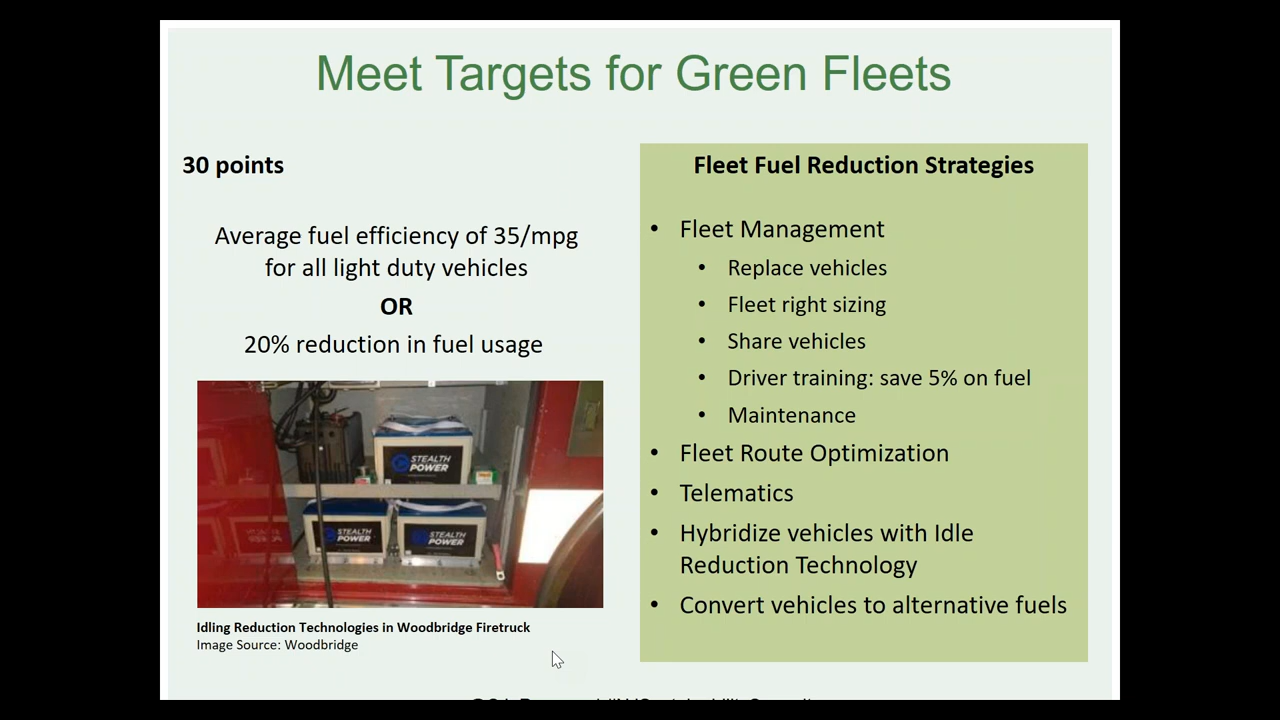 Meet Targets for Green Fleets
30 points
Average fuel efficiency of 35/mpg
for all light duty vehicles
OR
20% reduction in fuel usage
STEALTH
POWER
STEALTH
POWER
STEALTH
POWER
Idling Reduction Technologies in Woodbridge Firetruck
Image Source: Woodbridge
Fleet Fuel Reduction Strategies
• Fleet Management
• Replace vehicles
• Fleet right sizing
• Share vehicles
• Driver training: save 5% on fuel
• Maintenance
• Fleet Route Optimization
• Telematics
• Hybridize vehicles with Idle
Reduction Technology
• Convert vehicles to alternative fuels